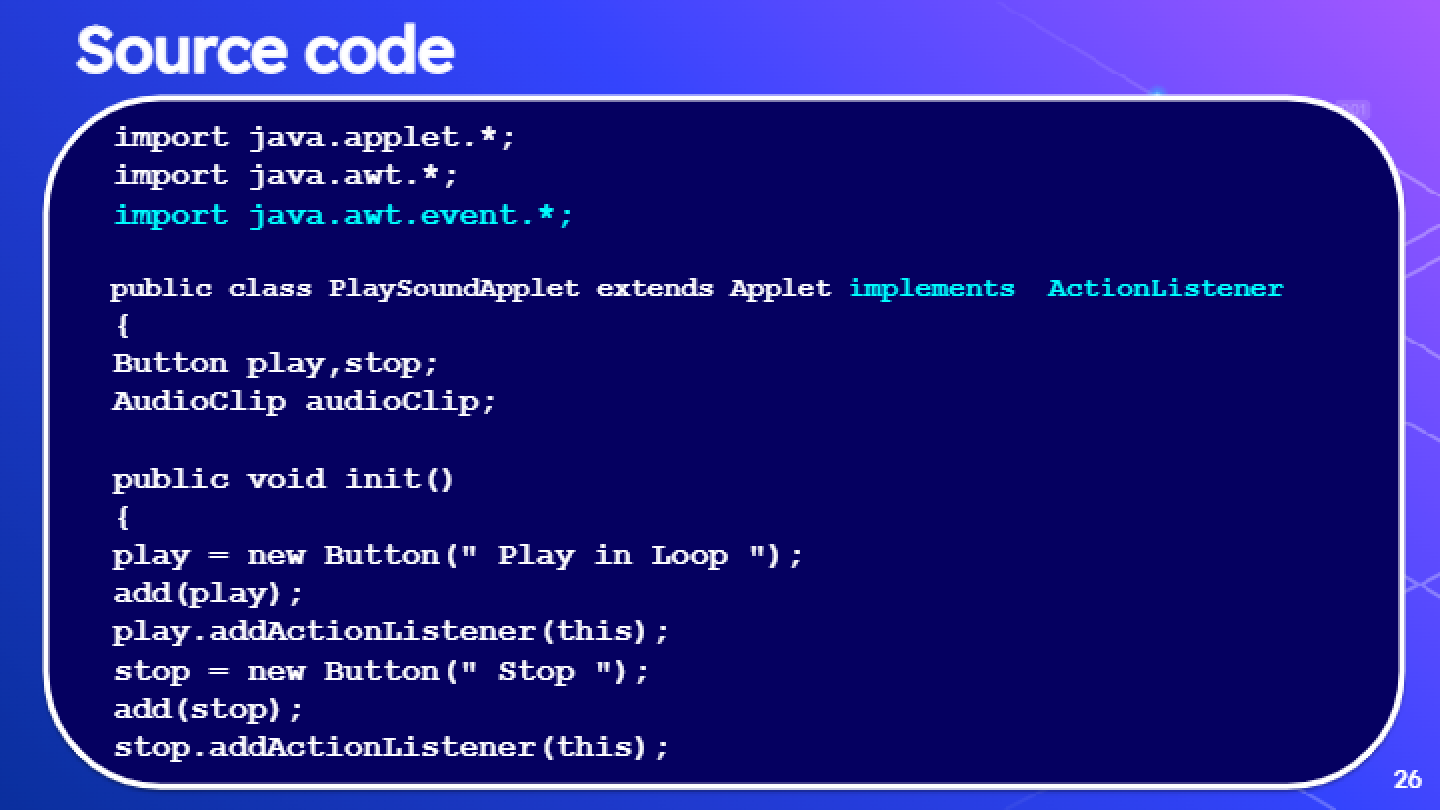 Source code
import java.applet.*;
import java.awt.*;
import java.awt.event.*;
public class PlaySoundApplet extends Applet implements  ActionListener
{
Button play,stop;
AudioClip audioClip;
public void init()
{
play = new Button(" Play in Loop ");
add(play);
play.addActionListener(this);
stop = new Button(" Stop ");
add(stop);
stop.addActionListener(this);
26